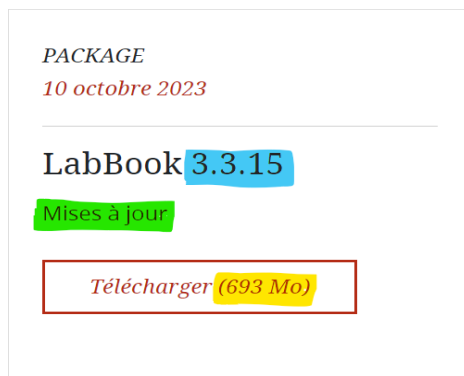 PACKAGE
10 octobre 2023
LabBook 3.3.15
Mises à jour
Télécharger (693 Mo)